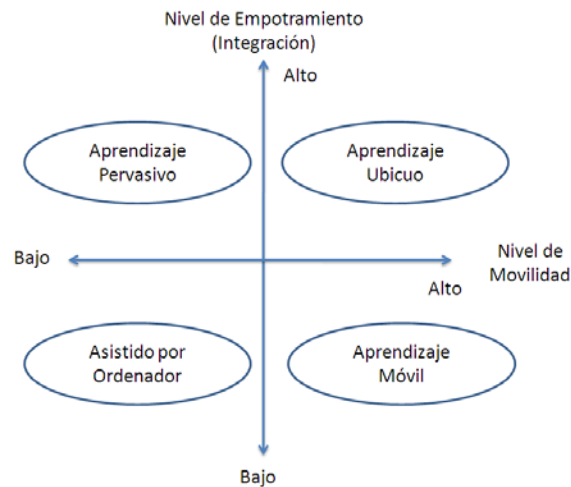 Nivel de Empotramiento
(Integración)
Alto
Aprendizaje
Pervasivo
Aprendizaje
Ubicuo
Bajo
Nivel de
Movilidad
Alto
Asistido por
Ordenador
Aprendizaje
Móvil
Bajo